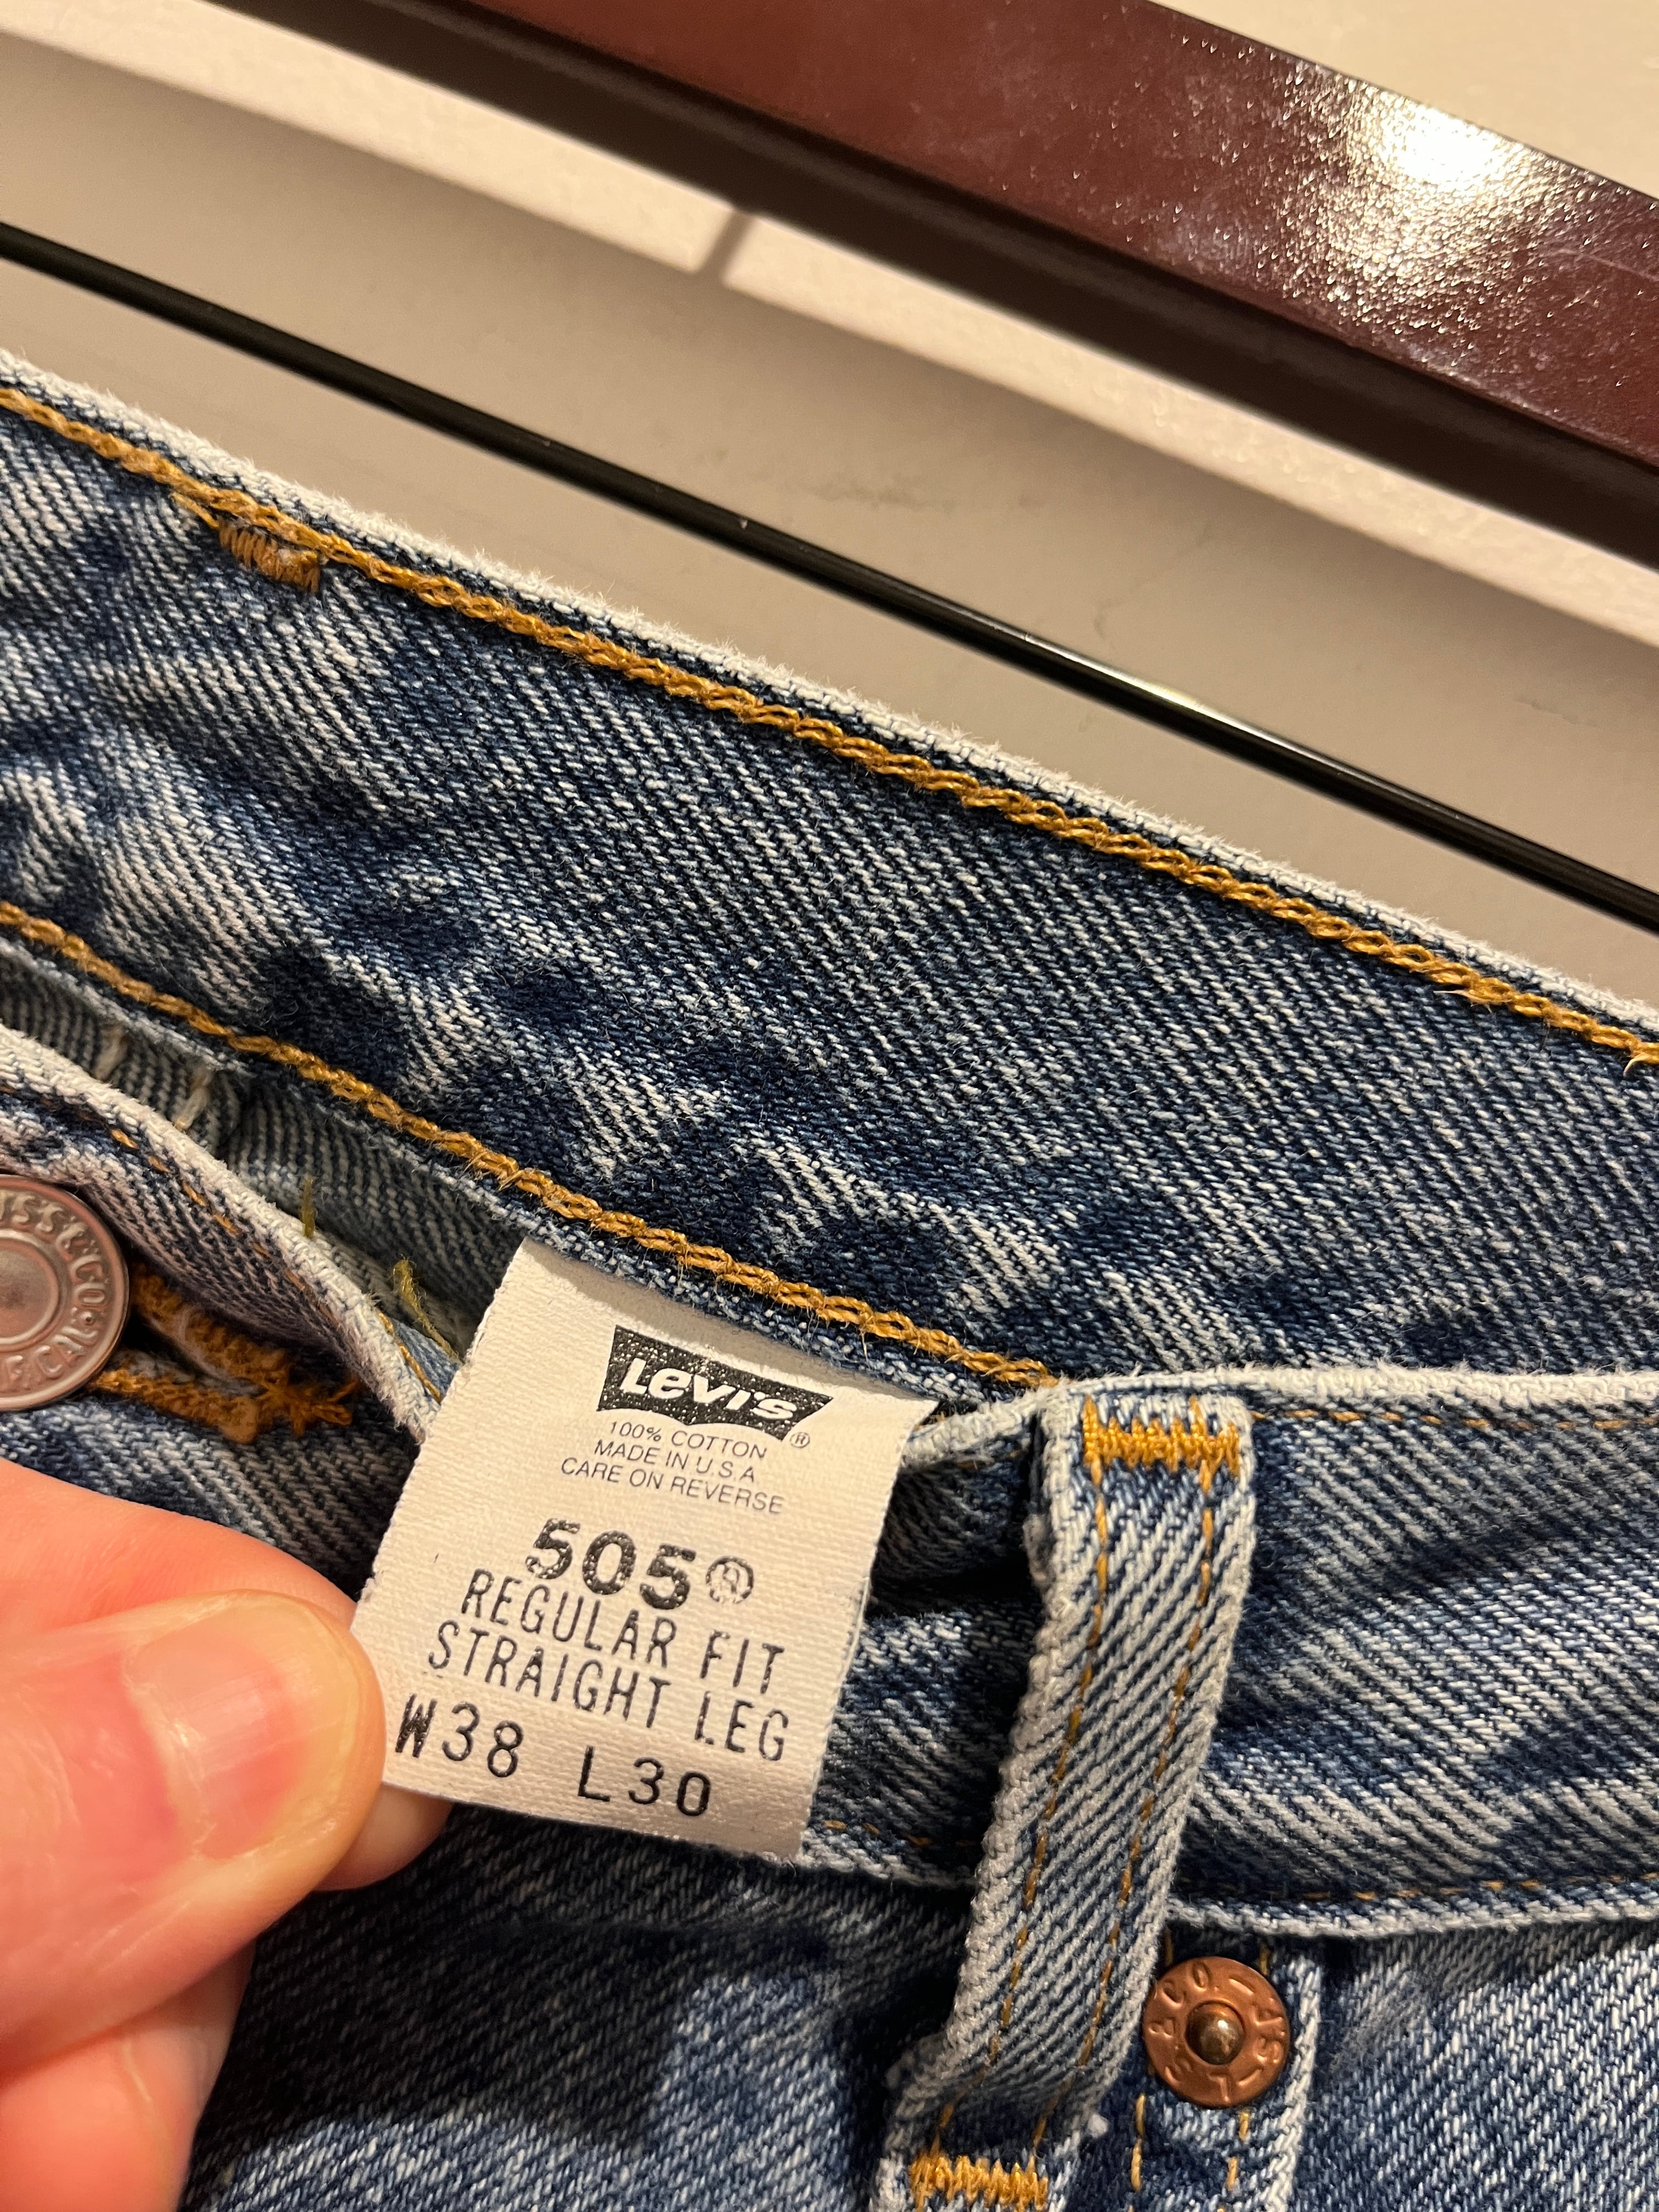 Levi's®
100% COTTON
MADE IN U.S.A
CARE ON REVERSE
505®
REGULAR FIT
STRAIGHT LEG
W38 L30